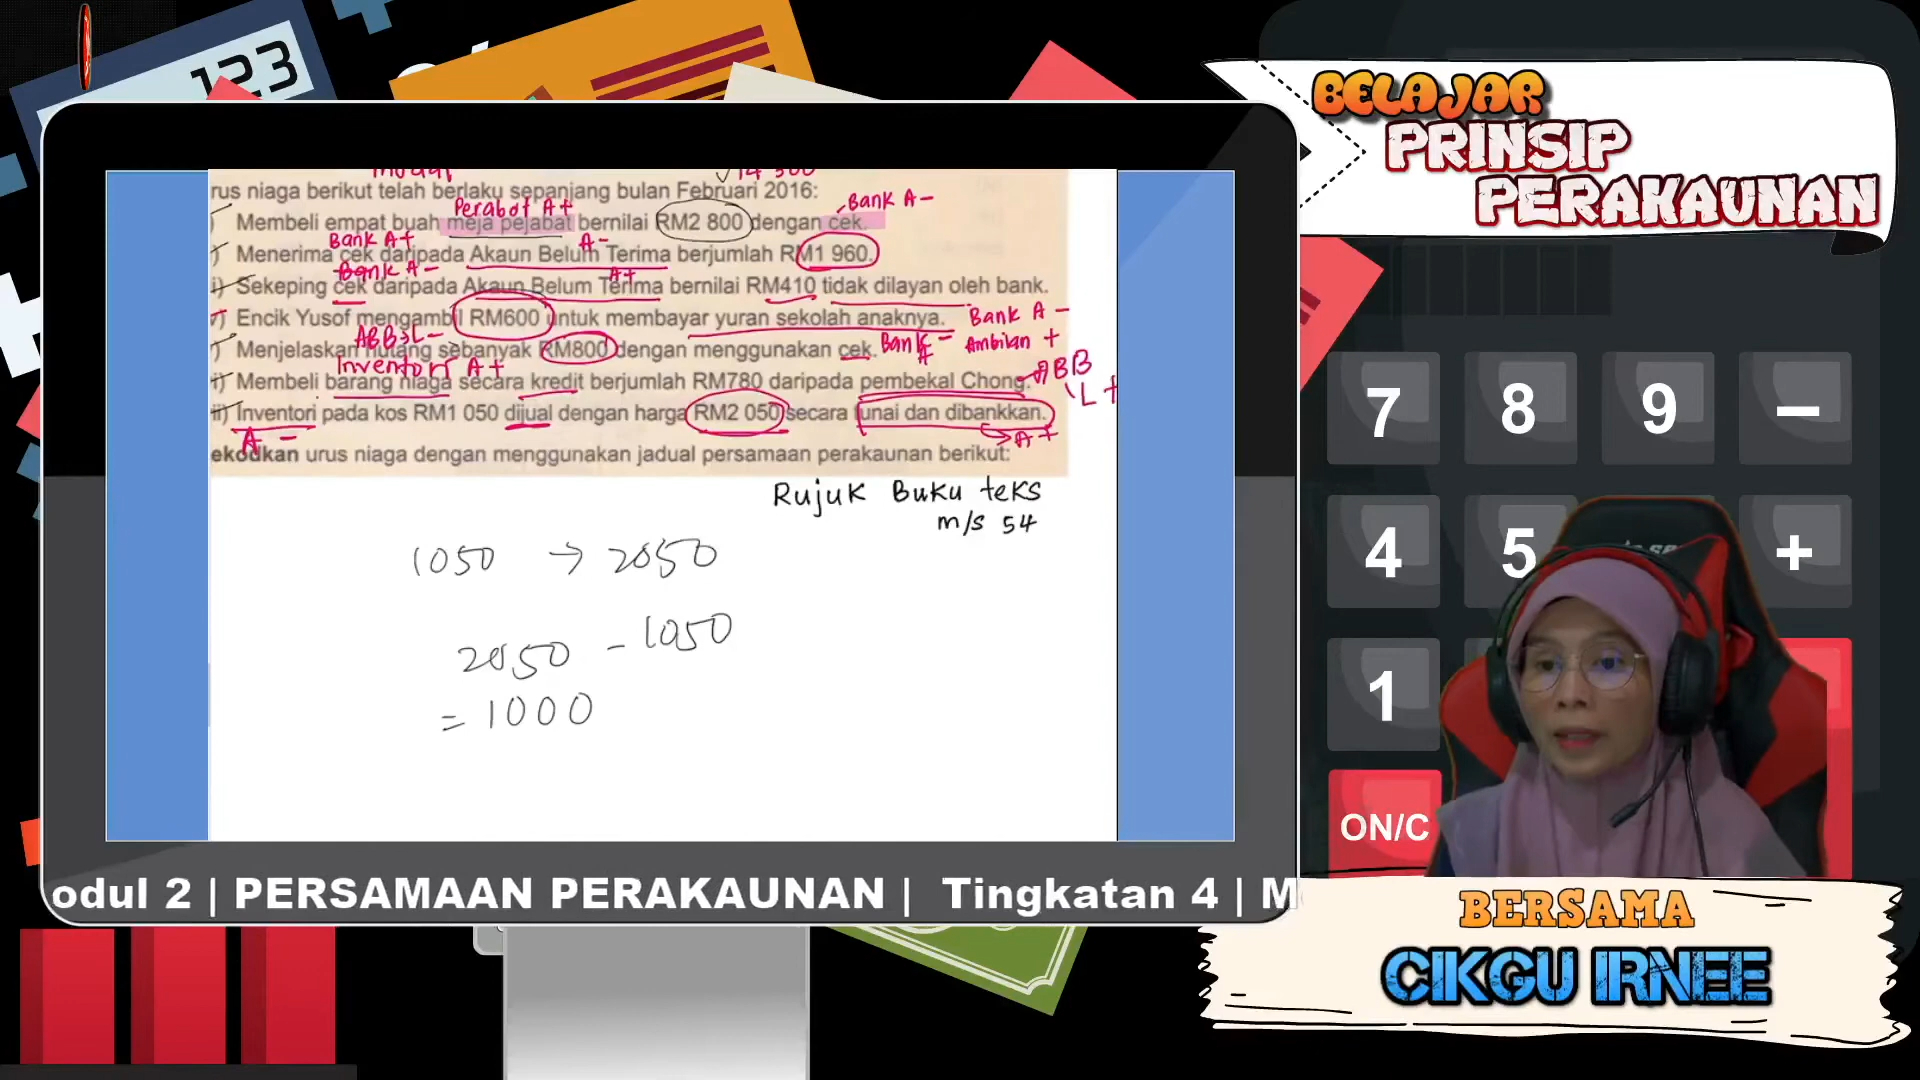 123
BELAJAR
PRINSIP
PERAKAUNAN
14 500
rus niaga berikut telah berlaku sepanjang bulan Februari 2016:
Perabot A+
Bank A-
) Membeli empat buah meja pejabat bernilai RM2 800 dengan cek.
Bank A+
A-
) Menerima cek daripada Akaun Belum Terima berjumlah RM1 960.
Bank A-
A+
i) Sekeping cek daripada Akaun Belum Terima bernilai RM410 tidak dilayan oleh bank.
v) Encik Yusof mengambil RM600 untuk membayar yuran sekolah anaknya.
Bank A-
Ambilan +
ABB L-
) Menjelaskan hutang sebanyak RM800 dengan menggunakan cek.
Bank A-
Inventori A+
i) Membeli barang niaga secara kredit berjumlah RM780 daripada pembekal Chong.
ABB
L+
ii) Inventori pada kos RM1 050 dijual dengan harga RM2 050 secara tunai dan dibankkan.
A-
A+
ekodkan urus niaga dengan menggunakan jadual persamaan perakaunan berikut:
Rujuk Buku teks
m/s 54
1050 → 2050
2050 - 1050
= 1000
7 8 9 −
4 5 +
1
ON/C
odul 2 | PERSAMAAN PERAKAUNAN | Tingkatan 4 | M
BERSAMA
CIKGU IRNEE